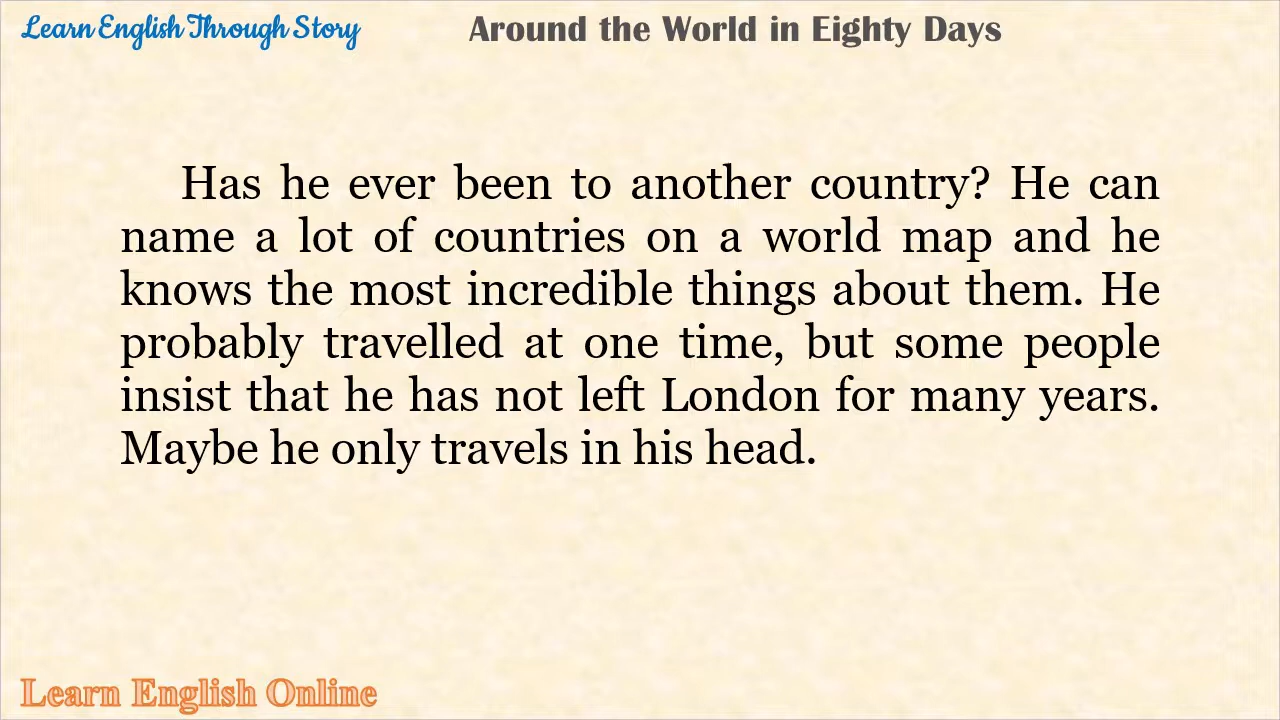 Learn English Through Story
Around the World in Eighty Days
Has he ever been to another country? He can
name a lot of countries on a world map and he
knows the most incredible things about them. He
probably travelled at one time, but some people
insist that he has not left London for many years.
Maybe he only travels in his head.
Learn English Online